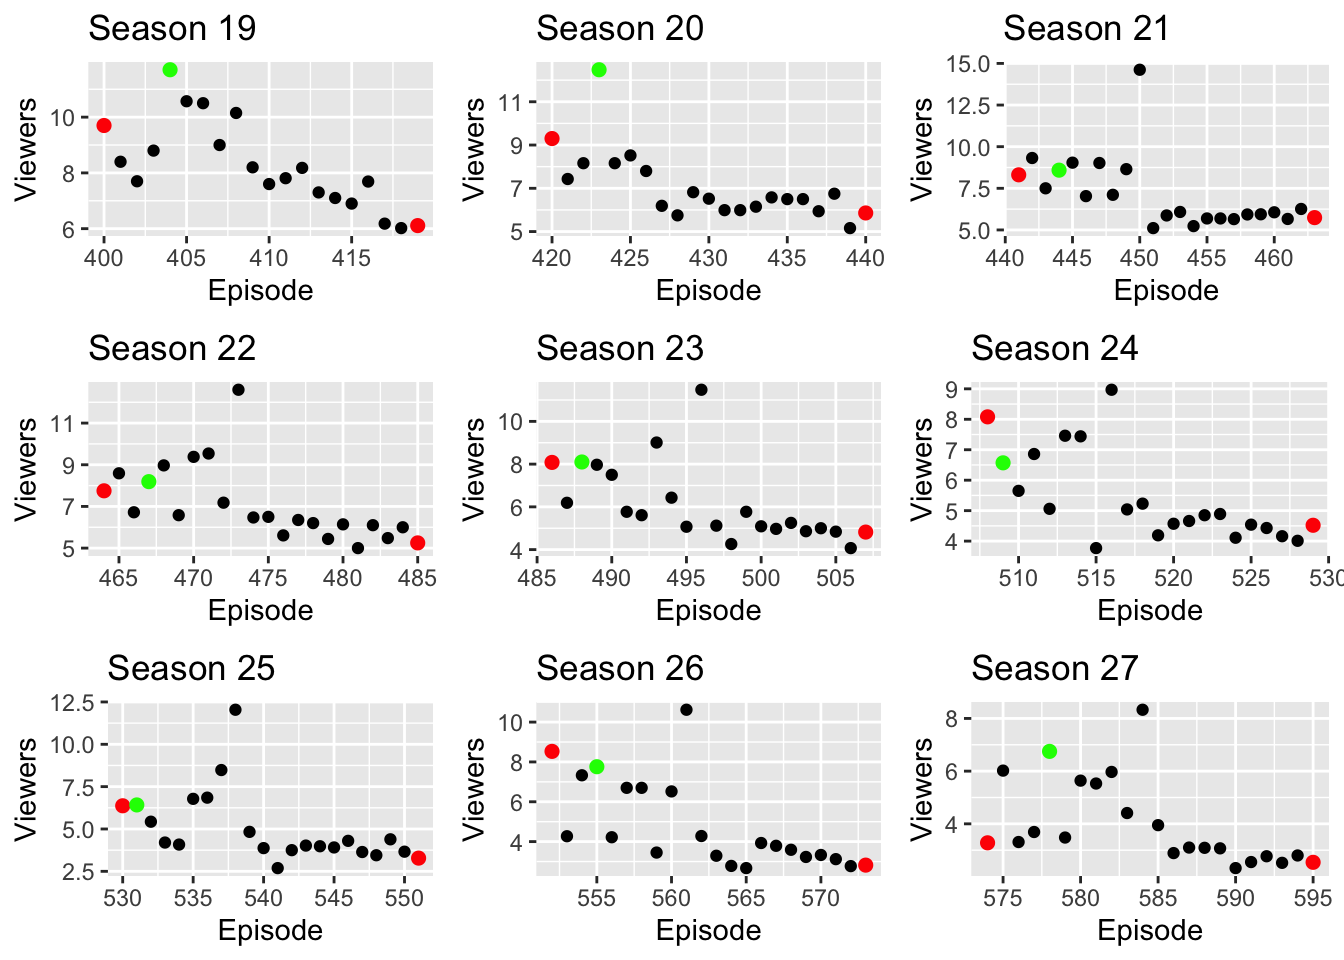 Season 19
Season 20
Season 21
Viewers
10
8
6
400 405 410 415
Episode
Viewers
11
9
7
5
420 425 430 435 440
Episode
Viewers
15.0
12.5
10.0
7.5
5.0
440 445 450 455 460
Episode
Season 22
Season 23
Season 24
Viewers
11
9
7
5
465 470 475 480 485
Episode
Viewers
10
8
6
4
485 490 495 500 505
Episode
Viewers
9
8
7
6
5
4
510 515 520 525 530
Episode
Season 25
Season 26
Season 27
Viewers
12.5
10.0
7.5
5.0
2.5
530 535 540 545 550
Episode
Viewers
10
8
6
4
555 560 565 570
Episode
Viewers
8
6
4
575 580 585 590 595
Episode